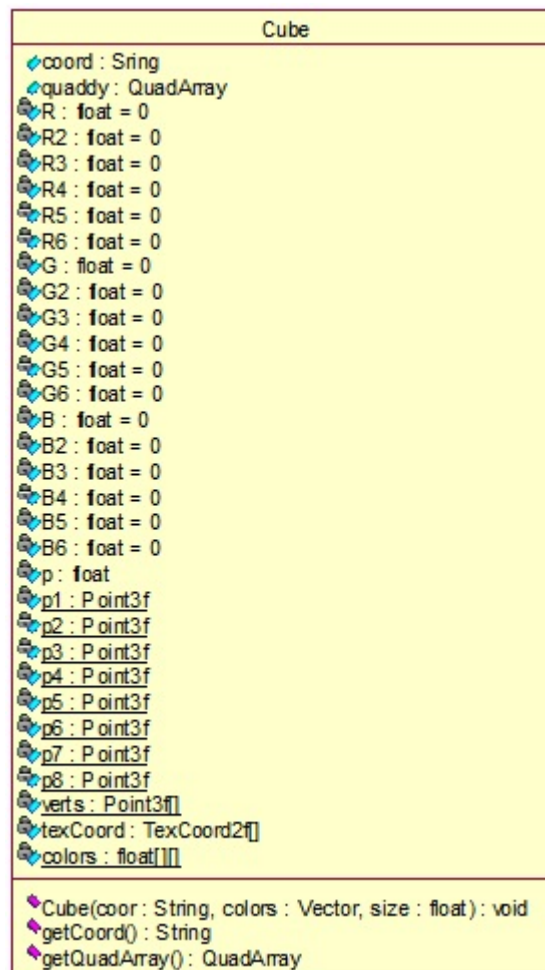 Cube
coord : Sring
quaddy : QuadArray
R : float = 0
R2 : float = 0
R3 : float = 0
R4 : float = 0
R5 : float = 0
R6 : float = 0
G : float = 0
G2 : float = 0
G3 : float = 0
G4 : float = 0
G5 : float = 0
G6 : float = 0
B : float = 0
B2 : float = 0
B3 : float = 0
B4 : float = 0
B5 : float = 0
B6 : float = 0
p : float
p1 : Point3f
p2 : Point3f
p3 : Point3f
p4 : Point3f
p5 : Point3f
p6 : Point3f
p7 : Point3f
p8 : Point3f
verts : Point3f[]
texCoord : TexCoord2f[]
colors : float[][]
Cube(coor : String, colors : Vector, size : float) : void
getCoord() : String
getQuadArray() : QuadArray